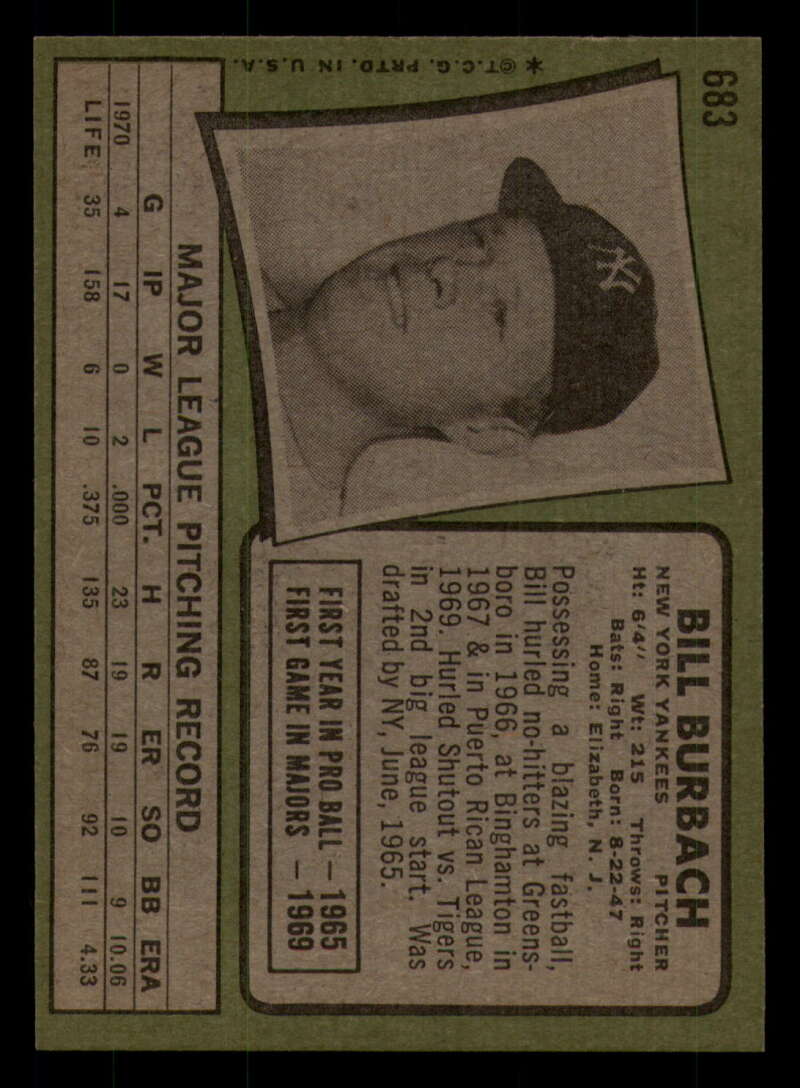 683
* ©T.C.G. PRTD. IN U.S.A.
NY
BILL BURBACH
NEW YORK YANKEES PITCHER
Ht: 6'4" Wt: 215 Throws: Right
Bats: Right Born: 8-22-47
Home: Elizabeth, N. J.
Possessing a blazing fastball,
Bill hurled no-hitters at Greens-
boro in 1966, at Binghamton in
1967 & in Puerto Rican League,
1969. Hurled Shutout vs. Tigers
in 2nd big league start. Was
drafted by NY, June, 1965.
FIRST YEAR IN PRO BALL — 1965
FIRST GAME IN MAJORS — 1969
MAJOR LEAGUE PITCHING RECORD
G IP W L PCT. H R ER SO BB ERA
1970 4 17 0 2 .000 23 19 19 10 9 10.06
LIFE 35 158 6 10 .375 135 87 76 92 111 4.33